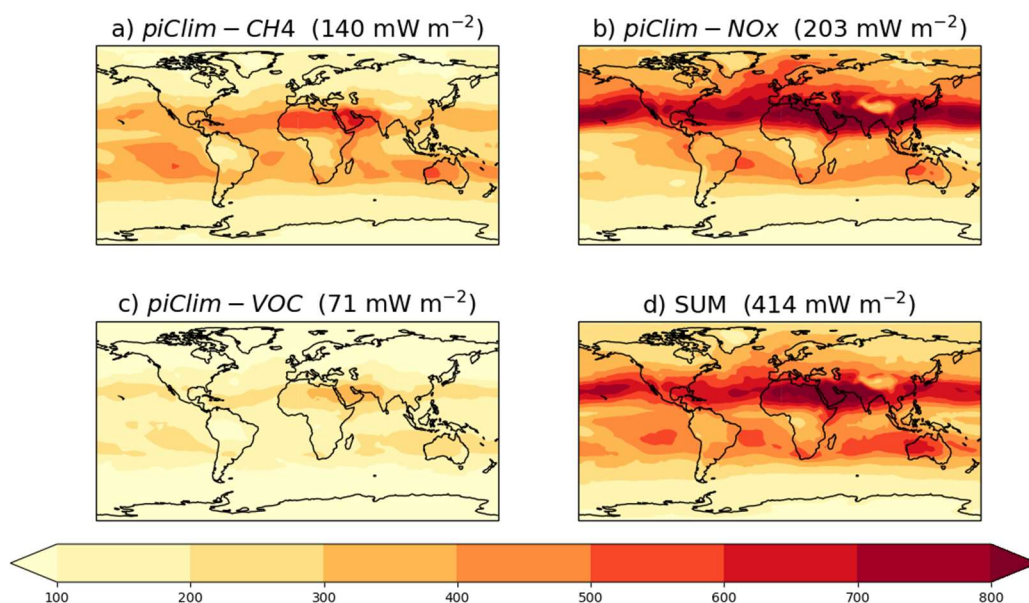 a) piClim − CH4 (140 mW m⁻²)
b) piClim − NOx (203 mW m⁻²)
c) piClim − VOC (71 mW m⁻²)
d) SUM (414 mW m⁻²)
100 200 300 400 500 600 700 800